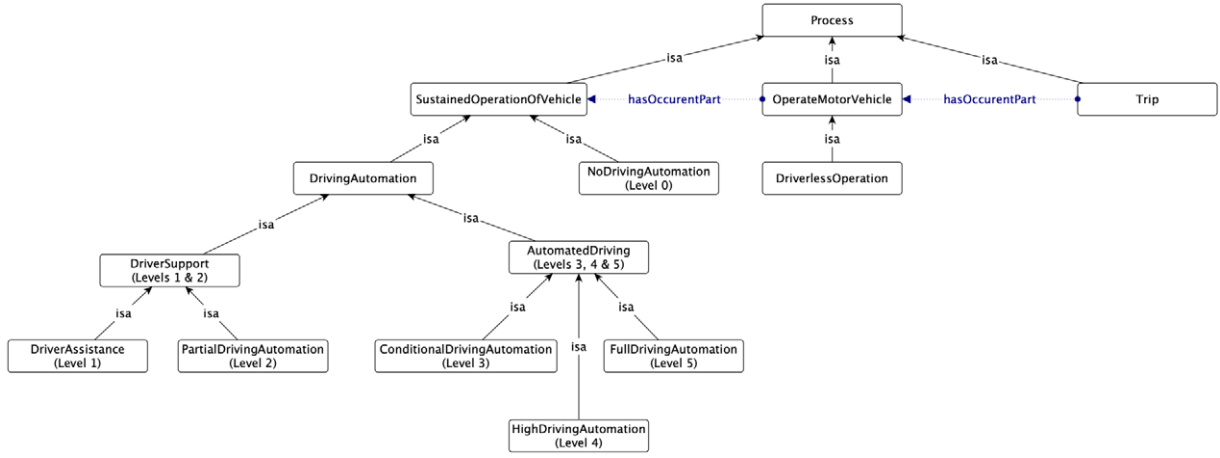 Process
isa
isa
isa
SustainedOperationOfVehicle
hasOccurentPart
OperateMotorVehicle
hasOccurentPart
Trip
isa
isa
isa
DrivingAutomation
NoDrivingAutomation
(Level 0)
DriverlessOperation
isa
isa
DriverSupport
(Levels 1 & 2)
AutomatedDriving
(Levels 3, 4 & 5)
isa
isa
isa
isa
isa
DriverAssistance
(Level 1)
PartialDrivingAutomation
(Level 2)
ConditionalDrivingAutomation
(Level 3)
FullDrivingAutomation
(Level 5)
HighDrivingAutomation
(Level 4)